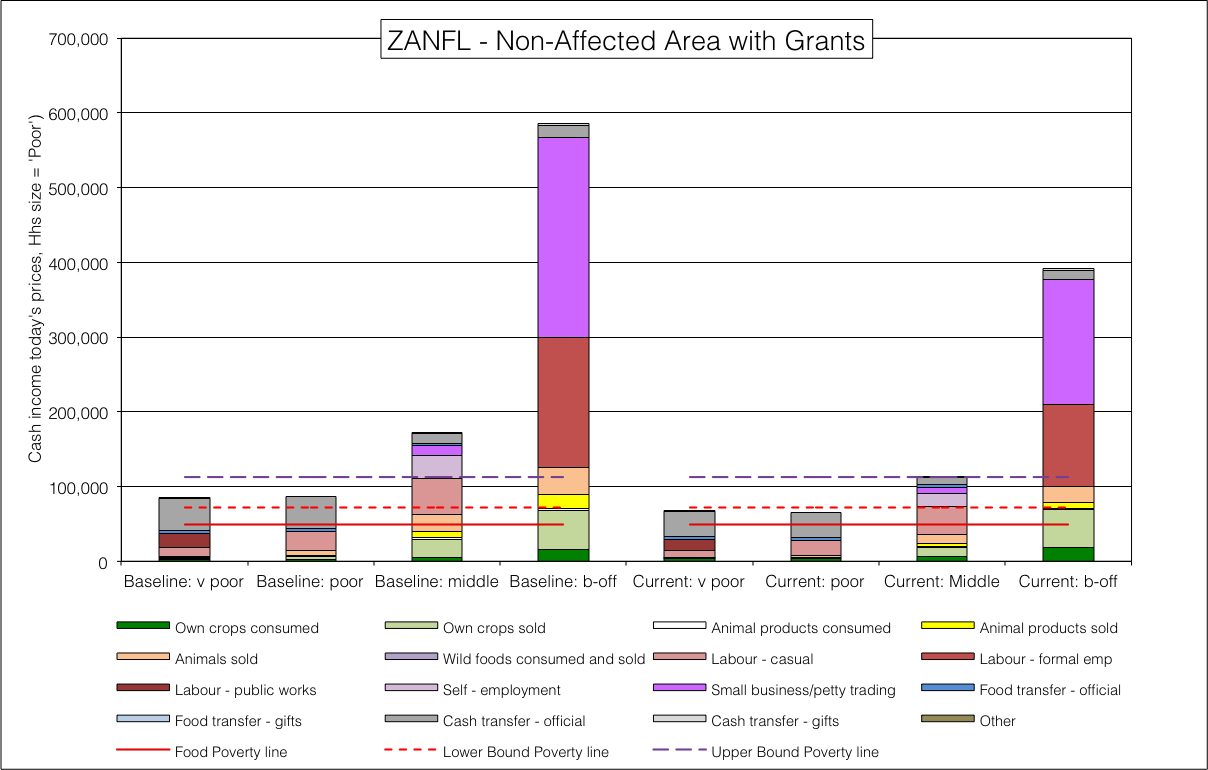 ZANFL - Non-Affected Area with Grants
Cash income today's prices, Hhs size = 'Poor')
700,000
600,000
500,000
400,000
300,000
200,000
100,000
0
Baseline: v poor Baseline: poor Baseline: middle Baseline: b-off Current: v poor Current: poor Current: Middle Current: b-off
Own crops consumed Own crops sold Animal products consumed Animal products sold
Animals sold Wild foods consumed and sold Labour - casual Labour - formal emp
Labour - public works Self - employment Small business/petty trading Food transfer - official
Food transfer - gifts Cash transfer - official Cash transfer - gifts Other
Food Poverty line Lower Bound Poverty line Upper Bound Poverty line